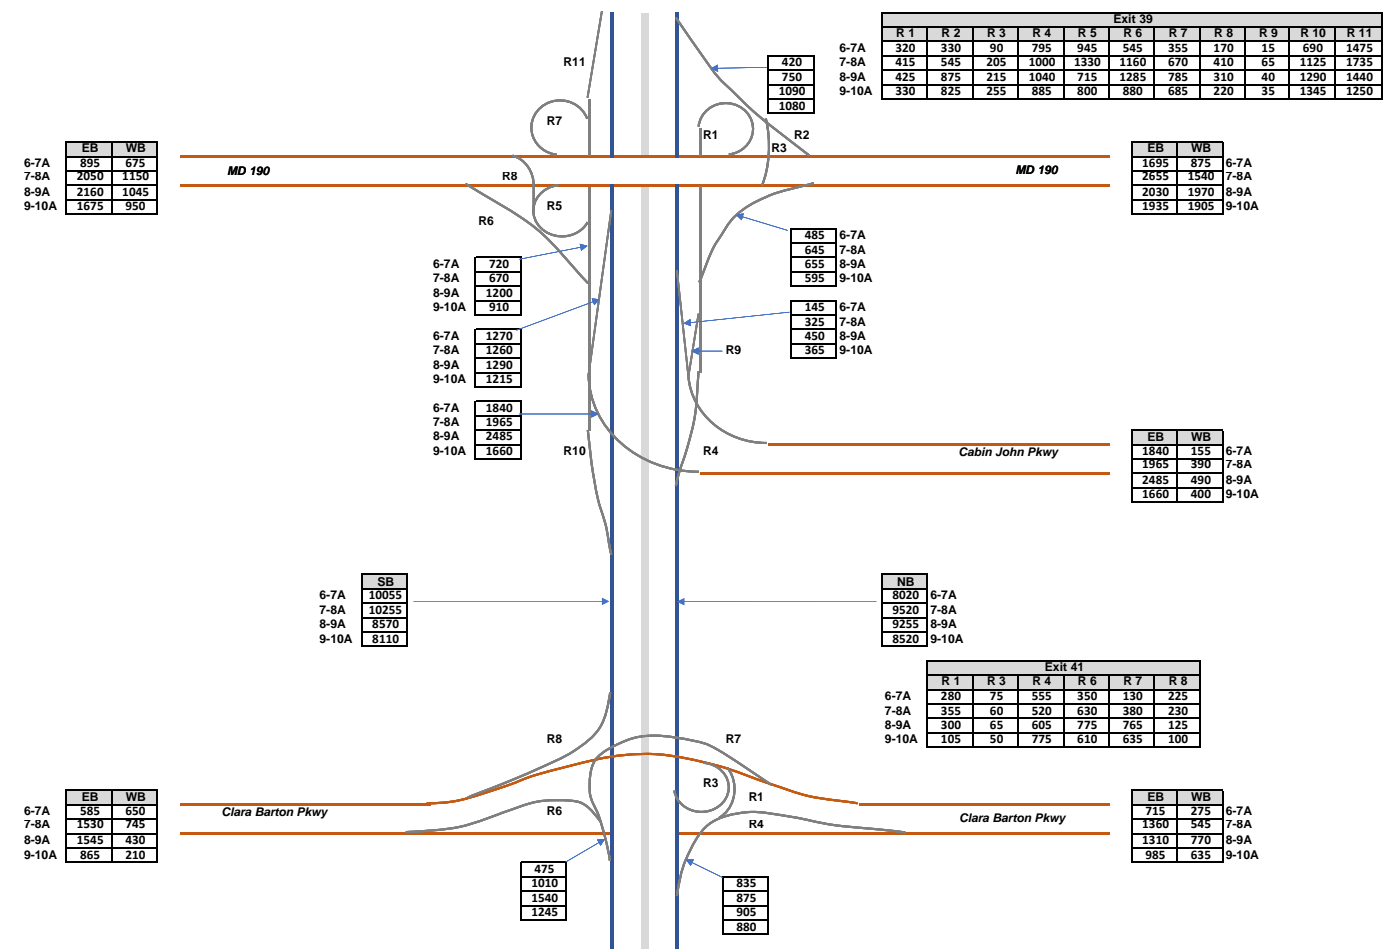 Exit 39
R 1 R 2 R 3 R 4 R 5 R 6 R 7 R 8 R 9 R 10 R 11
6-7A 320 330 90 795 945 545 355 170 15 690 1475
7-8A 415 545 205 1000 1330 1160 670 410 65 1125 1735
8-9A 425 875 215 1040 715 1285 785 310 40 1290 1440
9-10A 330 825 255 885 800 880 685 220 35 1345 1250
R11
420
750
1090
1080
R7
R1
R2
R3
EB WB
6-7A 895 675
7-8A 2050 1150
8-9A 2160 1045
9-10A 1675 950
MD 190
R8
MD 190
EB WB
1695 875 6-7A
2655 1540 7-8A
2030 1970 8-9A
1935 1905 9-10A
R5
R6
485 6-7A
645 7-8A
655 8-9A
595 9-10A
6-7A 720
7-8A 670
8-9A 1200
9-10A 910
145 6-7A
325 7-8A
450 8-9A
365 9-10A
R9
6-7A 1270
7-8A 1260
8-9A 1290
9-10A 1215
6-7A 1840
7-8A 1965
8-9A 2485
9-10A 1660
R10
R4
Cabin John Pkwy
EB WB
1840 155 6-7A
1965 390 7-8A
2485 490 8-9A
1660 400 9-10A
SB
6-7A 10055
7-8A 10255
8-9A 8570
9-10A 8110
NB
8020 6-7A
9520 7-8A
9255 8-9A
8520 9-10A
Exit 41
R 1 R 3 R 4 R 6 R 7 R 8
6-7A 280 75 555 350 130 225
7-8A 355 60 520 630 380 230
8-9A 300 65 605 775 765 125
9-10A 105 50 775 610 635 100
R8
R7
R3
R1
R6
R4
EB WB
6-7A 585 650
7-8A 1530 745
8-9A 1545 430
9-10A 865 210
Clara Barton Pkwy
Clara Barton Pkwy
EB WB
715 275 6-7A
1360 545 7-8A
1310 770 8-9A
985 635 9-10A
475
1010
1540
1245
835
875
905
880